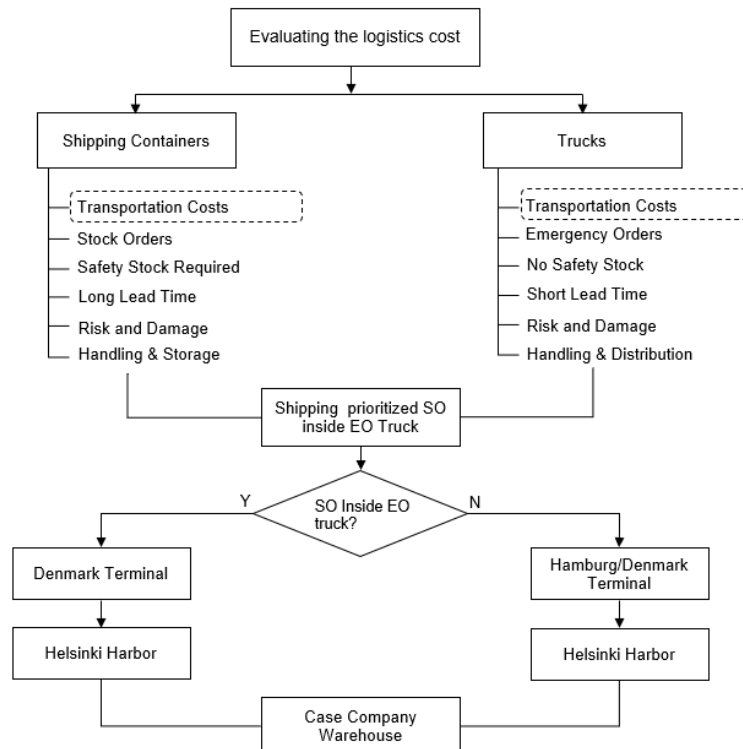 Evaluating the logistics cost
Shipping Containers
Trucks
Transportation Costs
Stock Orders
Safety Stock Required
Long Lead Time
Risk and Damage
Handling & Storage
Transportation Costs
Emergency Orders
No Safety Stock
Short Lead Time
Risk and Damage
Handling & Distribution
Shipping prioritized SO
inside EO Truck
SO Inside EO
truck?
Y
N
Denmark Terminal
Hamburg/Denmark
Terminal
Helsinki Harbor
Helsinki Harbor
Case Company
Warehouse